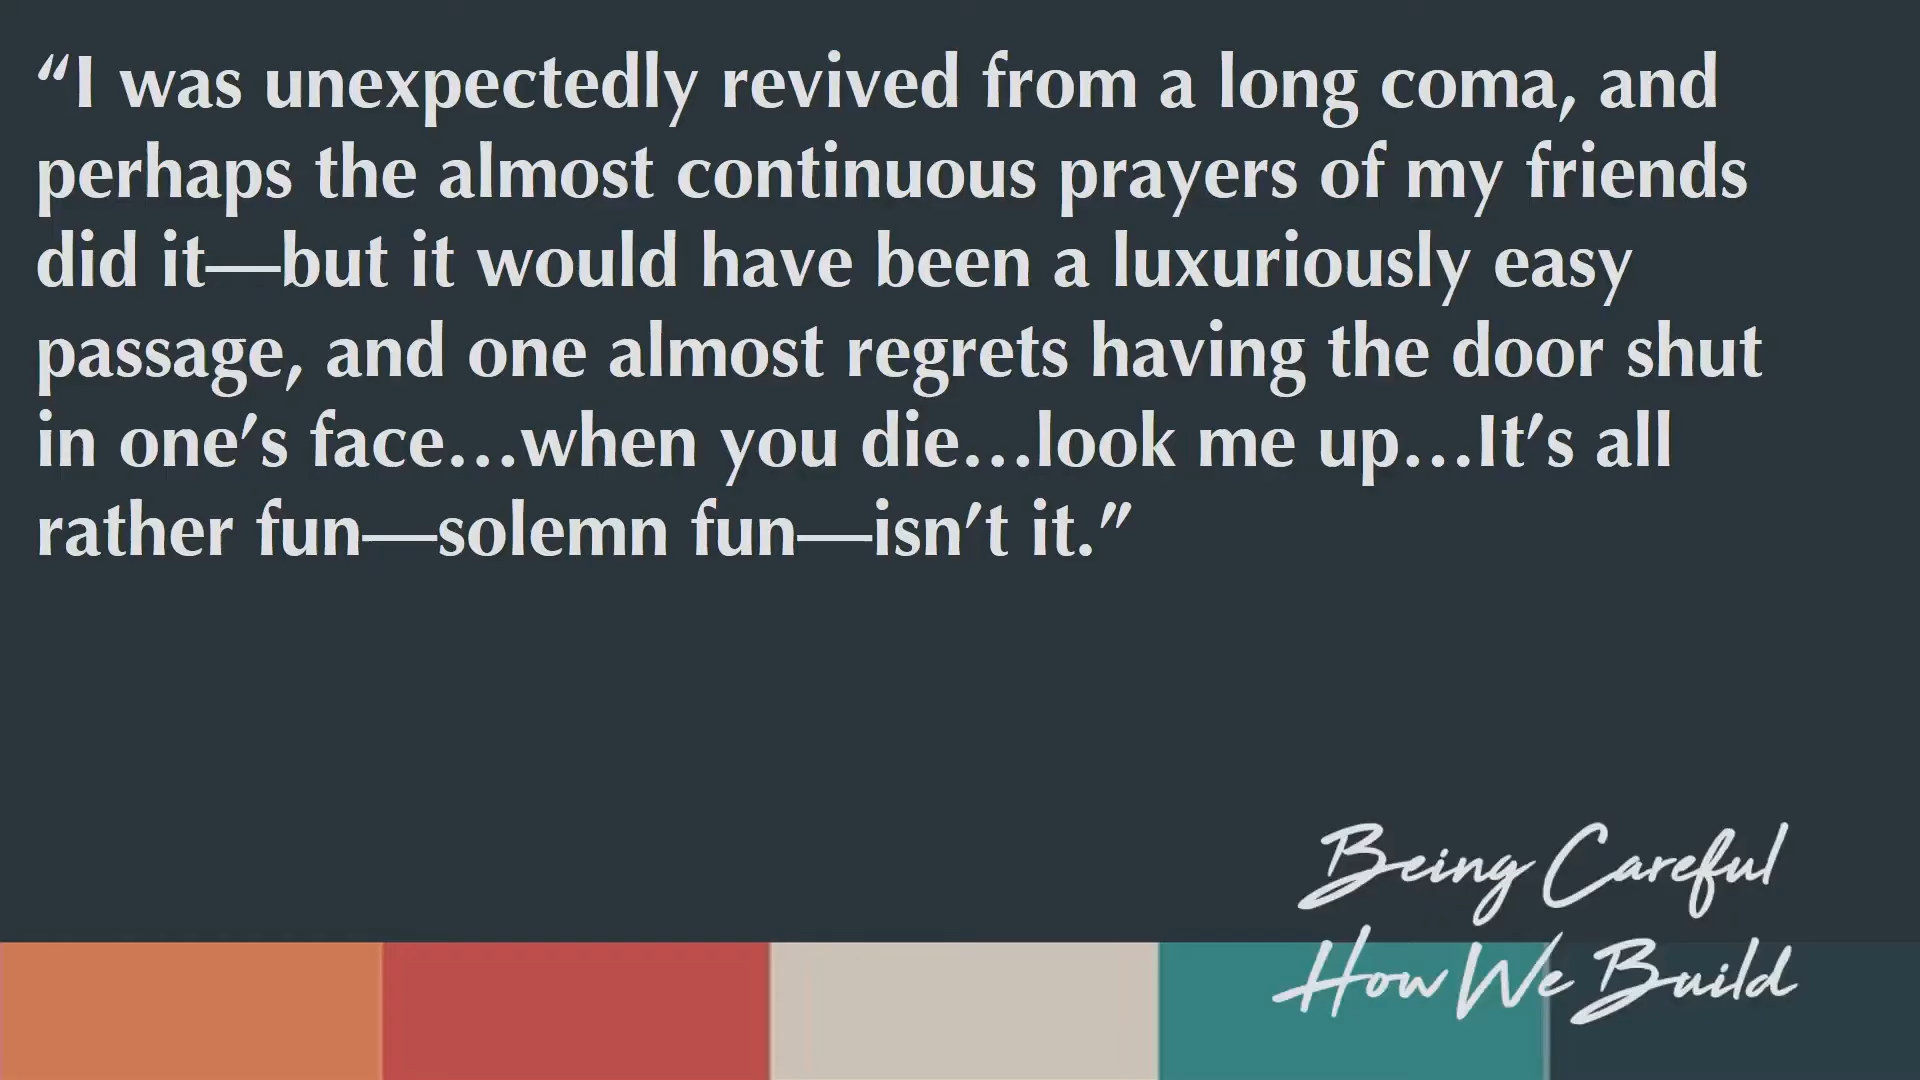 “I was unexpectedly revived from a long coma, and
perhaps the almost continuous prayers of my friends
did it—but it would have been a luxuriously easy
passage, and one almost regrets having the door shut
in one’s face…when you die…look me up…It’s all
rather fun—solemn fun—isn’t it.”
Being Careful
How We Build